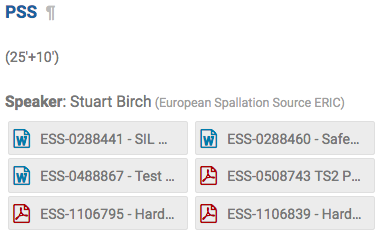 PSS ¶
(25'+10')
Speaker: Stuart Birch (European Spallation Source ERIC)
ESS-0288441 - SIL ... ESS-0288460 - Safe...
ESS-0488867 - Test ... ESS-0508743 TS2 P...
ESS-1106795 - Hard... ESS-1106839 - Hard...